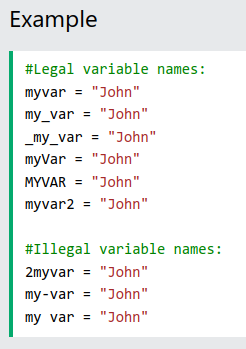 Example
#Legal variable names:
myvar = "John"
my_var = "John"
_my_var = "John"
myVar = "John"
MYVAR = "John"
myvar2 = "John"
#Illegal variable names:
2myvar = "John"
my-var = "John"
my var = "John"